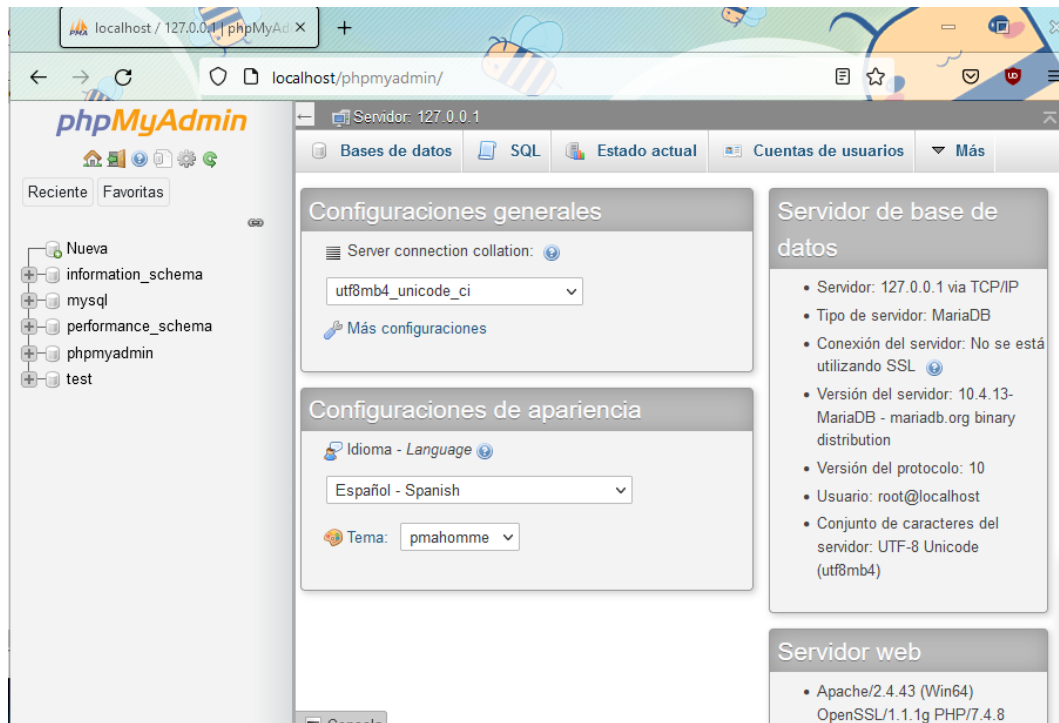 localhost / 127.0.0.1 | phpMyAd
localhost/phpmyadmin/
phpMyAdmin
Reciente Favoritas
Nueva
information_schema
mysql
performance_schema
phpmyadmin
test
Servidor: 127.0.0.1
Bases de datos SQL Estado actual Cuentas de usuarios Más
Configuraciones generales
Server connection collation:
utf8mb4_unicode_ci
Más configuraciones
Configuraciones de apariencia
Idioma - Language
Español - Spanish
Tema: pmahomme
Servidor de base de
datos
• Servidor: 127.0.0.1 via TCP/IP
• Tipo de servidor: MariaDB
• Conexión del servidor: No se está
utilizando SSL
• Versión del servidor: 10.4.13-
MariaDB - mariadb.org binary
distribution
• Versión del protocolo: 10
• Usuario: root@localhost
• Conjunto de caracteres del
servidor: UTF-8 Unicode
(utf8mb4)
Servidor web
• Apache/2.4.43 (Win64)
OpenSSL/1.1.1g PHP/7.4.8
Consola